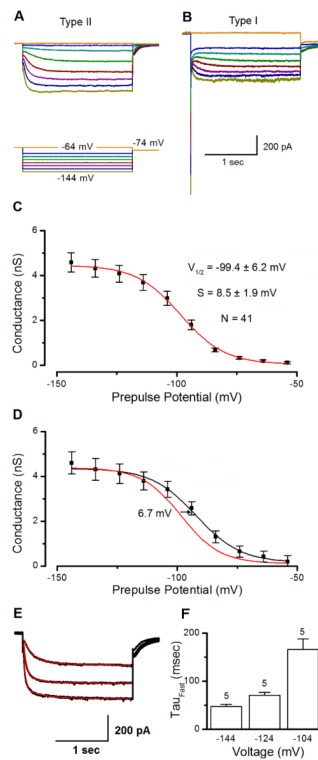 A
Type II
B
Type I
-64 mV
-74 mV
-144 mV
200 pA
1 sec
C
Conductance (nS)
6
4
2
0
V1/2 = -99.4 ± 6.2 mV
S = 8.5 ± 1.9 mV
N = 41
-150
-100
-50
Prepulse Potential (mV)
D
Conductance (nS)
6
4
2
0
6.7 mV
-150
-100
-50
Prepulse Potential (mV)
E
200 pA
1 sec
F
TauFast (msec)
200
100
0
5
5
5
-144
-124
-104
Voltage (mV)